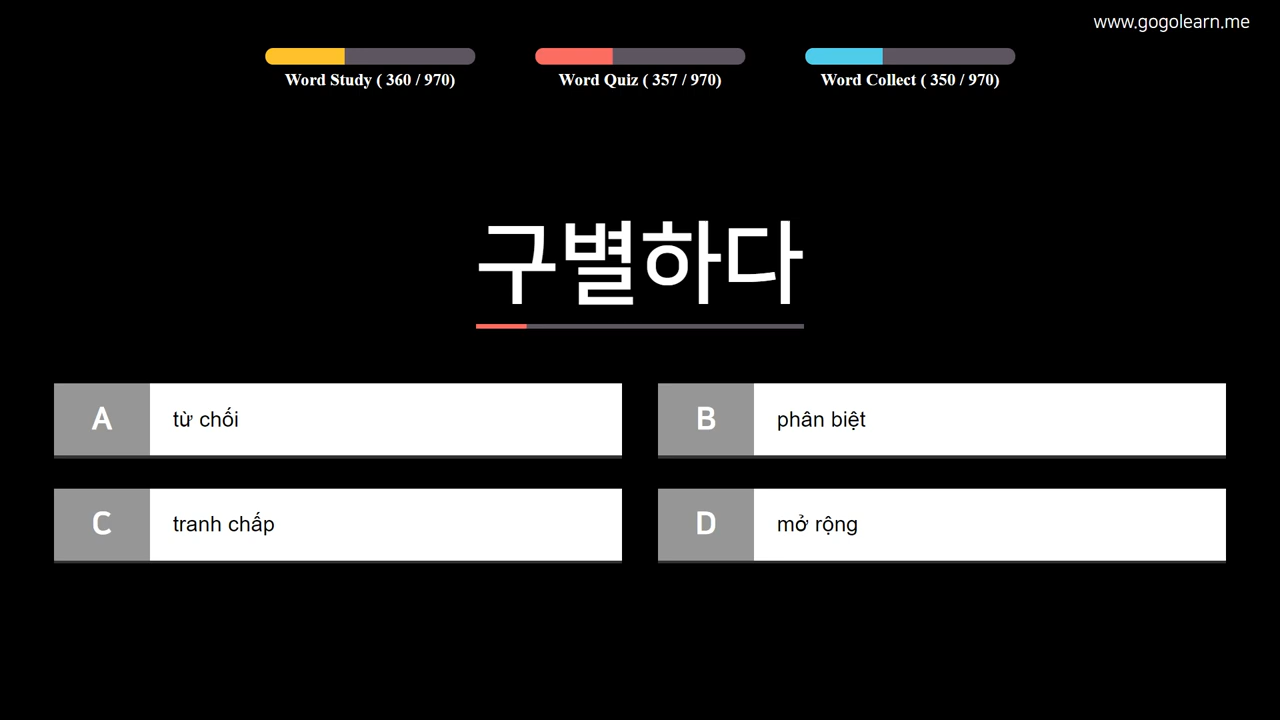 www.gogolearn.me
Word Study ( 360 / 970)
Word Quiz ( 357 / 970)
Word Collect ( 350 / 970)
구별하다
A từ chối
B phân biệt
C tranh chấp
D mở rộng